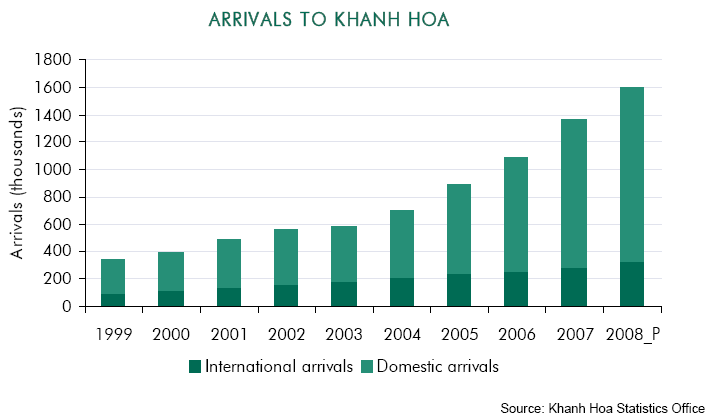 ARRIVALS TO KHANH HOA
Arrivals (thousands)
1800
1600
1400
1200
1000
800
600
400
200
0
1999 2000 2001 2002 2003 2004 2005 2006 2007 2008_P
International arrivals Domestic arrivals
Source: Khanh Hoa Statistics Office